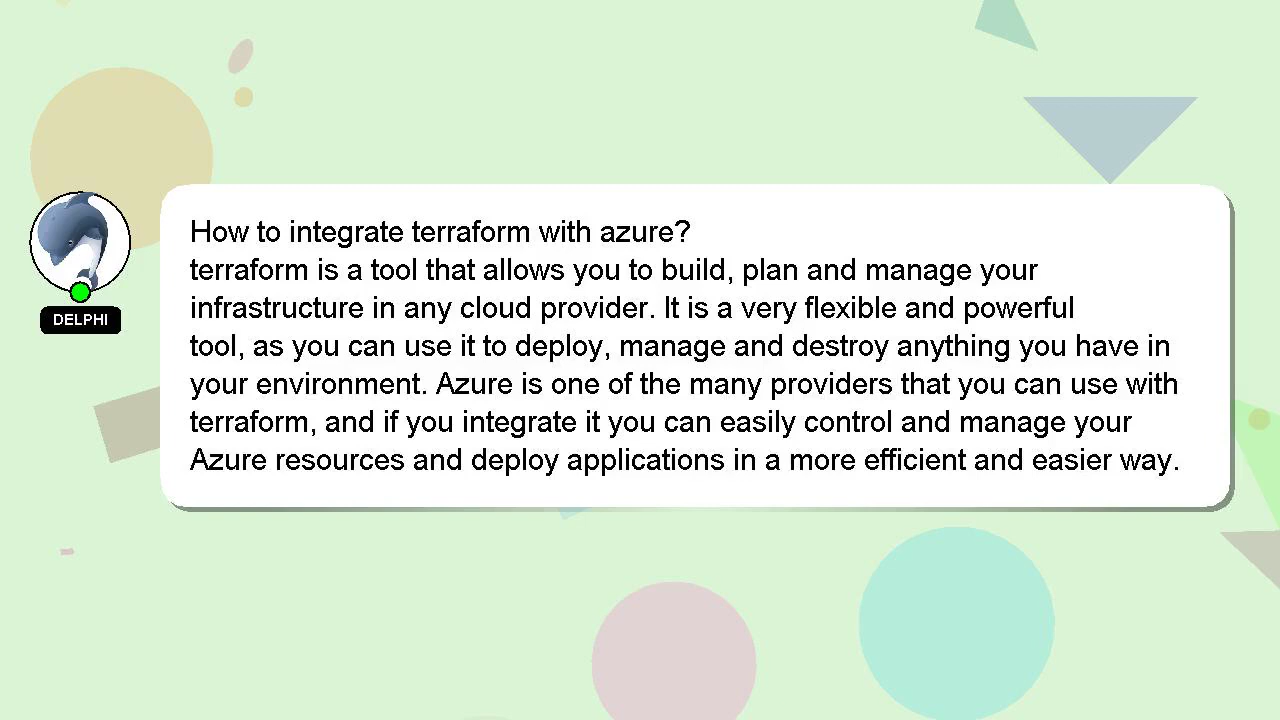 How to integrate terraform with azure?
terraform is a tool that allows you to build, plan and manage your
infrastructure in any cloud provider. It is a very flexible and powerful
tool, as you can use it to deploy, manage and destroy anything you have in
your environment. Azure is one of the many providers that you can use with
terraform, and if you integrate it you can easily control and manage your
Azure resources and deploy applications in a more efficient and easier way.
DELPHI